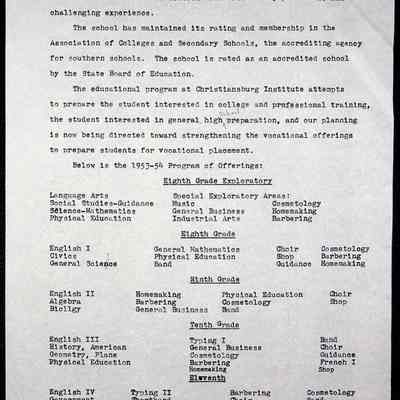 challenging experience.
The school has maintained its rating and membership in the
Association of Colleges and Secondary Schools, the accrediting agency
for southern schools. The school is rated as an accredited school
by the State Board of Education.
The educational program at Christiansburg Institute attempts
to prepare the student interested in college and professional training,
school
the student interested in general high preparation, and our planning
is now being directed toward strengthening the vocational offerings
to prepare students for vocational placement.
Below is the 1953-54 Program of Offerings:
Eighth Grade Exploratory
Language Arts Special Exploratory Areas:
Social Studies-Guidance Music Cosmetology
Science-Mathematics General Business Homemaking
Physical Education Industrial Arts Barbering
Eighth Grade
English I General Mathematics Choir Cosmetology
Civics Physical Education Shop Barbering
General Science Band Guidance Homemaking
Ninth Grade
English II Homemaking Physical Education Choir
Algebra Barbering Cosmetology Shop
Biology General Business Band
Tenth Grade
English III Typing I Band
History, American General Business Choir
Geometry, Plane Cosmetology Guidance
Physical Education Barbering French I
Homemaking Shop
Eleventh
English IV Typing II Barbering Cosmetology